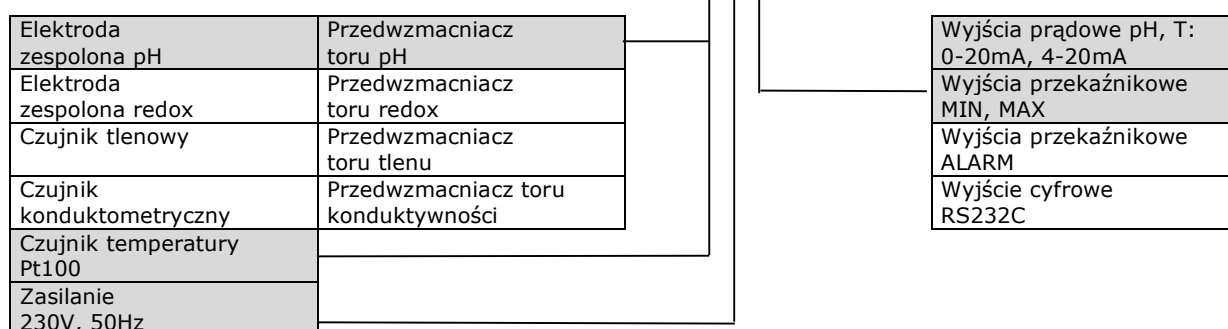 Elektroda
zespolona pH
Przedwzmacniacz
toru pH
Elektroda
zespolona redox
Przedwzmacniacz
toru redox
Czujnik tlenowy
Przedwzmacniacz
toru tlenu
Czujnik
konduktometryczny
Przedwzmacniacz toru
konduktywności
Czujnik temperatury
Pt100
Zasilanie
230V, 50Hz
Wyjścia prądowe pH, T:
0-20mA, 4-20mA
Wyjścia przekaźnikowe
MIN, MAX
Wyjścia przekaźnikowe
ALARM
Wyjście cyfrowe
RS232C